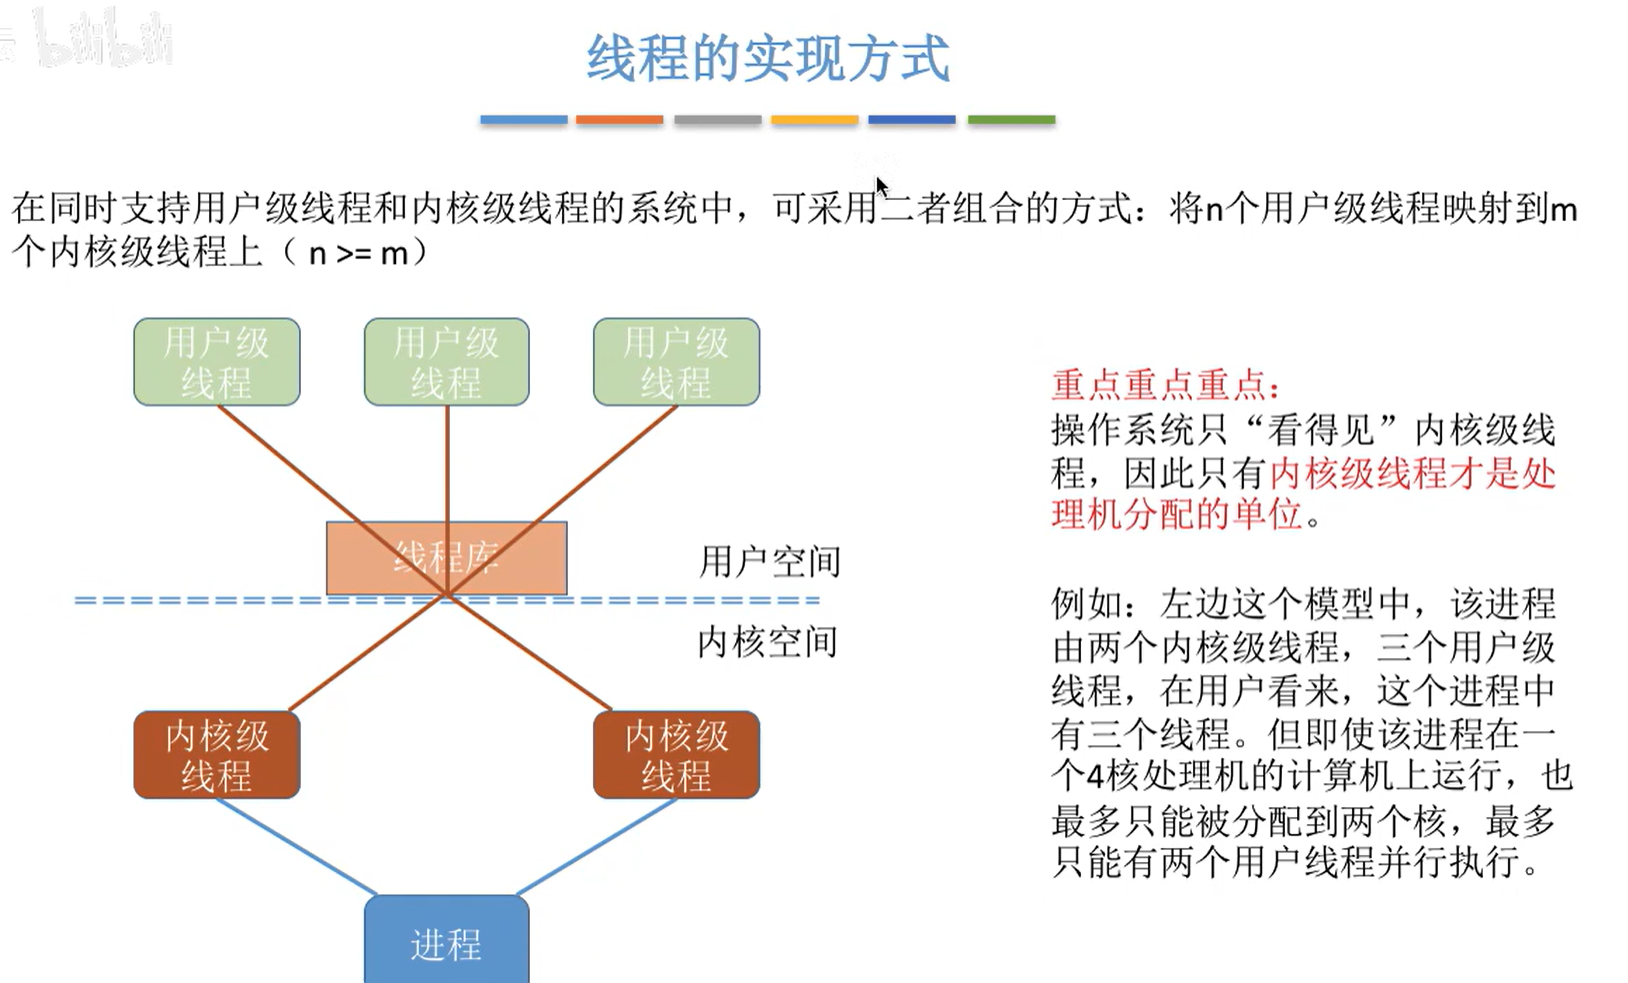 bilibili
线程的实现方式
在同时支持用户级线程和内核级线程的系统中，可采用二者组合的方式：将n个用户级线程映射到m
个内核级线程上（ n >= m）
用户级
线程
用户级
线程
用户级
线程
线程库
用户空间
内核空间
内核级
线程
内核级
线程
进程
重点重点重点：
操作系统只“看得见”内核级线
程，因此只有内核级线程才是处
理机分配的单位。
例如：左边这个模型中，该进程
由两个内核级线程，三个用户级
线程，在用户看来，这个进程中
有三个线程。但即使该进程在一
个4核处理机的计算机上运行，也
最多只能被分配到两个核，最多
只能有两个用户线程并行执行。